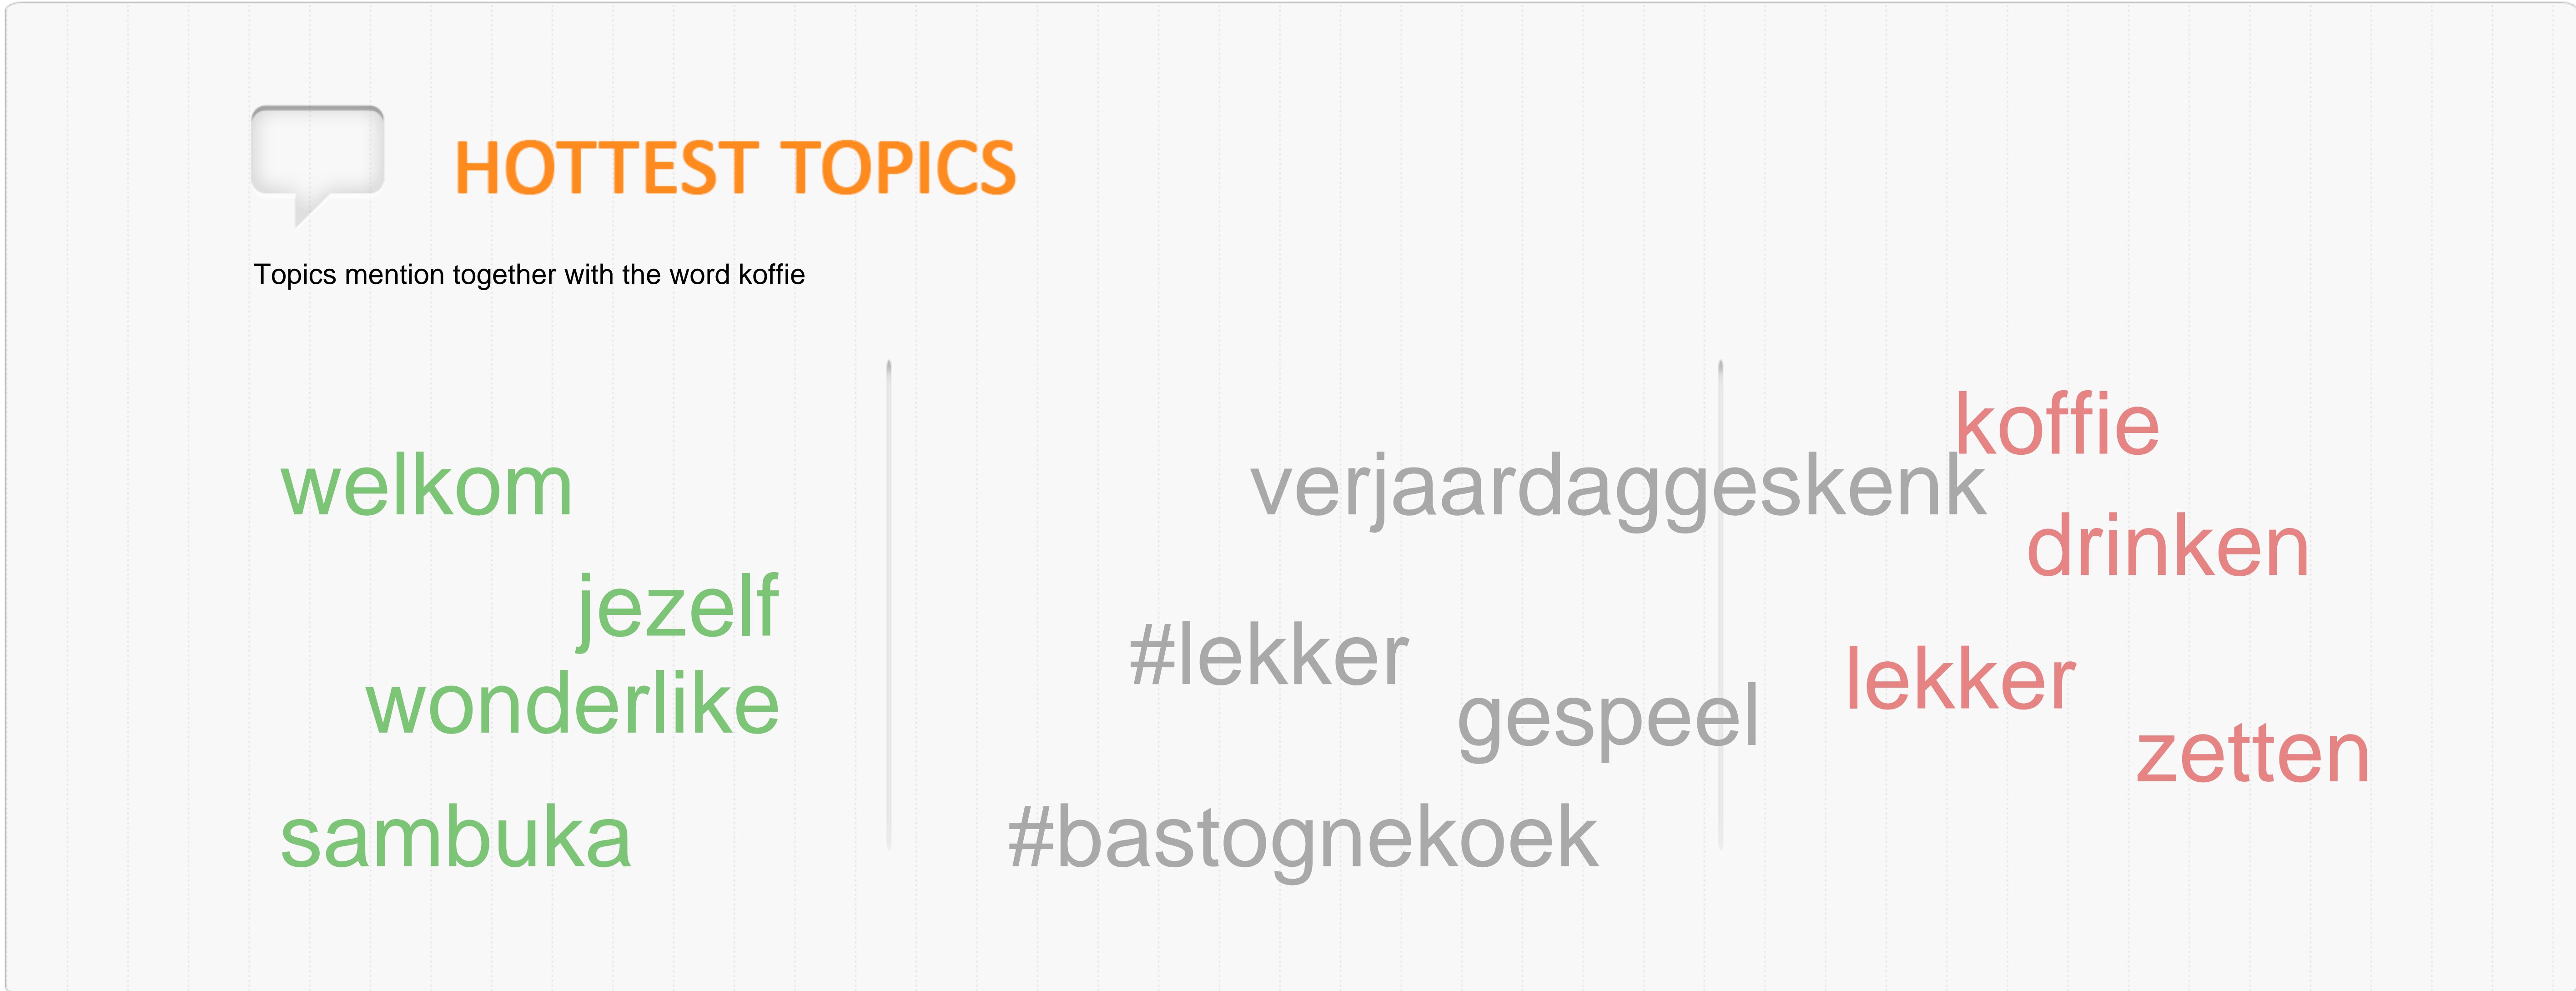 HOTTEST TOPICS
Topics mention together with the word koffie
welkom
jezelf
wonderlike
sambuka
verjaardaggeskenk
#lekker
gespeel
#bastognekoek
koffie
drinken
lekker
zetten